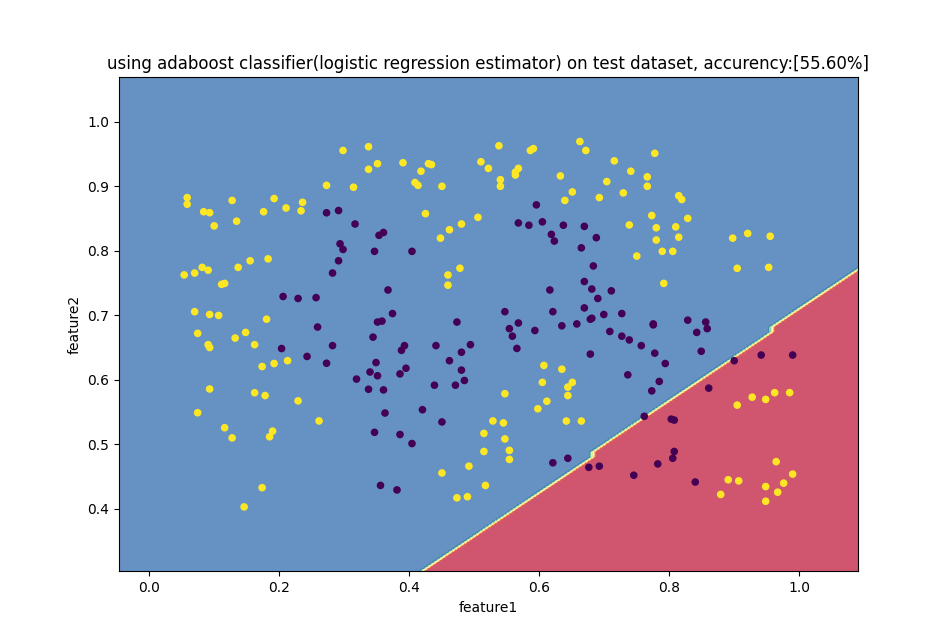 using adaboost classifier(logistic regression estimator) on test dataset, accurency:[55.60%]
1.0
0.9
0.8
0.7
0.6
0.5
0.4
feature2
0.0 0.2 0.4 0.6 0.8 1.0
feature1